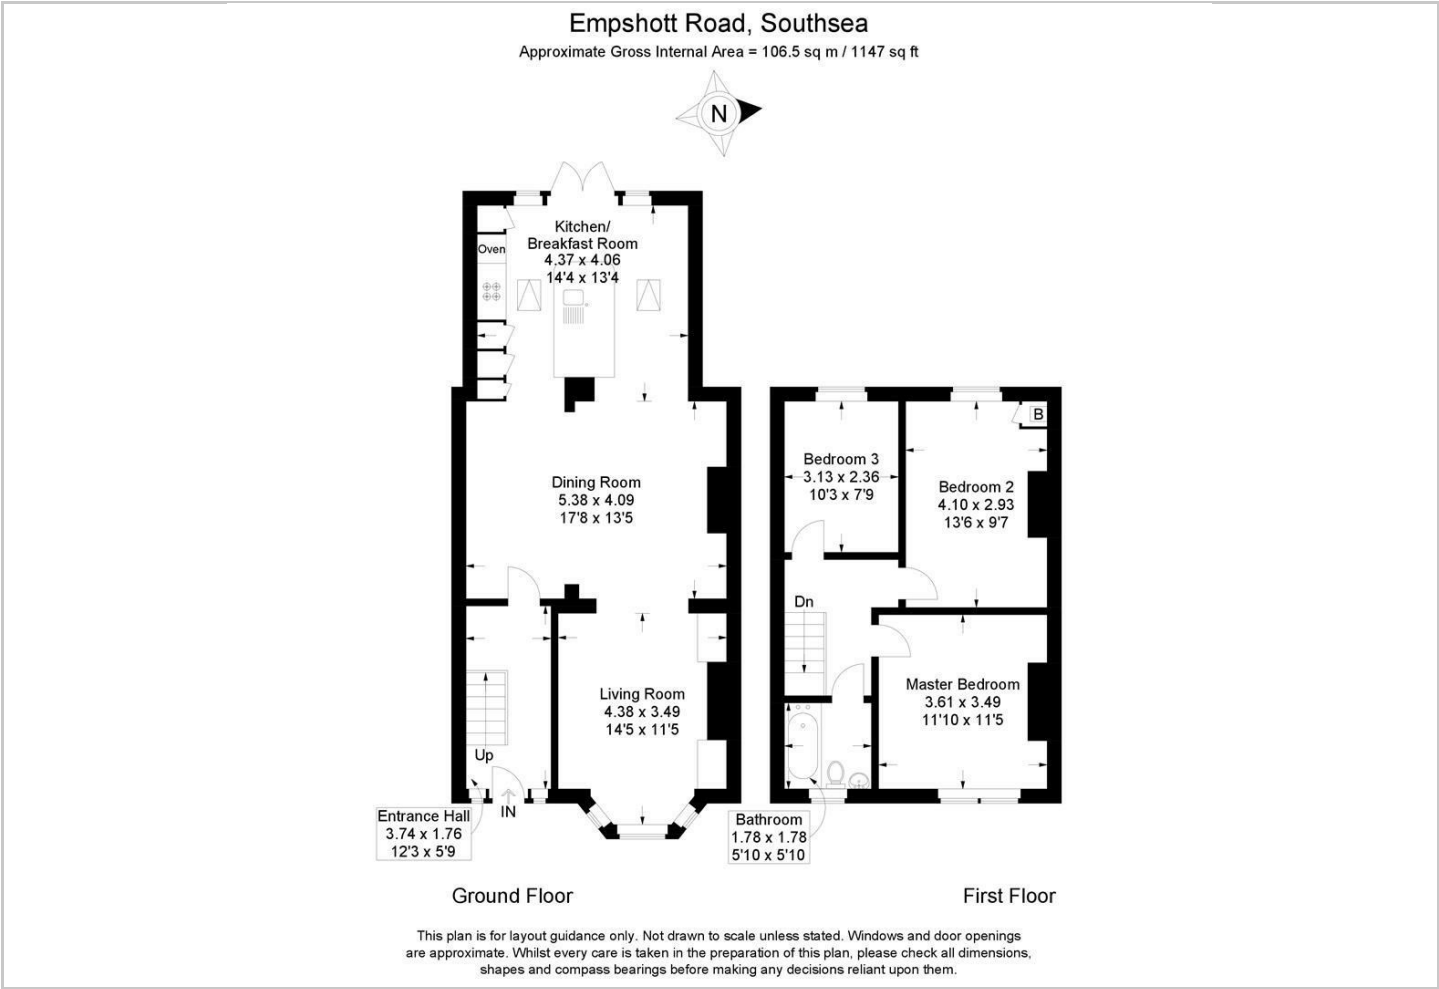 Empshott Road, Southsea
Approximate Gross Internal Area = 106.5 sq m / 1147 sq ft
N
Kitchen/
Breakfast Room
4.37 x 4.06
14'4 x 13'4
Oven
Dining Room
5.38 x 4.09
17'8 x 13'5
Living Room
4.38 x 3.49
14'5 x 11'5
Up
IN
Entrance Hall
3.74 x 1.76
12'3 x 5'9
Ground Floor
Bedroom 3
3.13 x 2.36
10'3 x 7'9
B
Bedroom 2
4.10 x 2.93
13'6 x 9'7
Dn
Master Bedroom
3.61 x 3.49
11'10 x 11'5
Bathroom
1.78 x 1.78
5'10 x 5'10
First Floor
This plan is for layout guidance only. Not drawn to scale unless stated. Windows and door openings
are approximate. Whilst every care is taken in the preparation of this plan, please check all dimensions,
shapes and compass bearings before making any decisions reliant upon them.